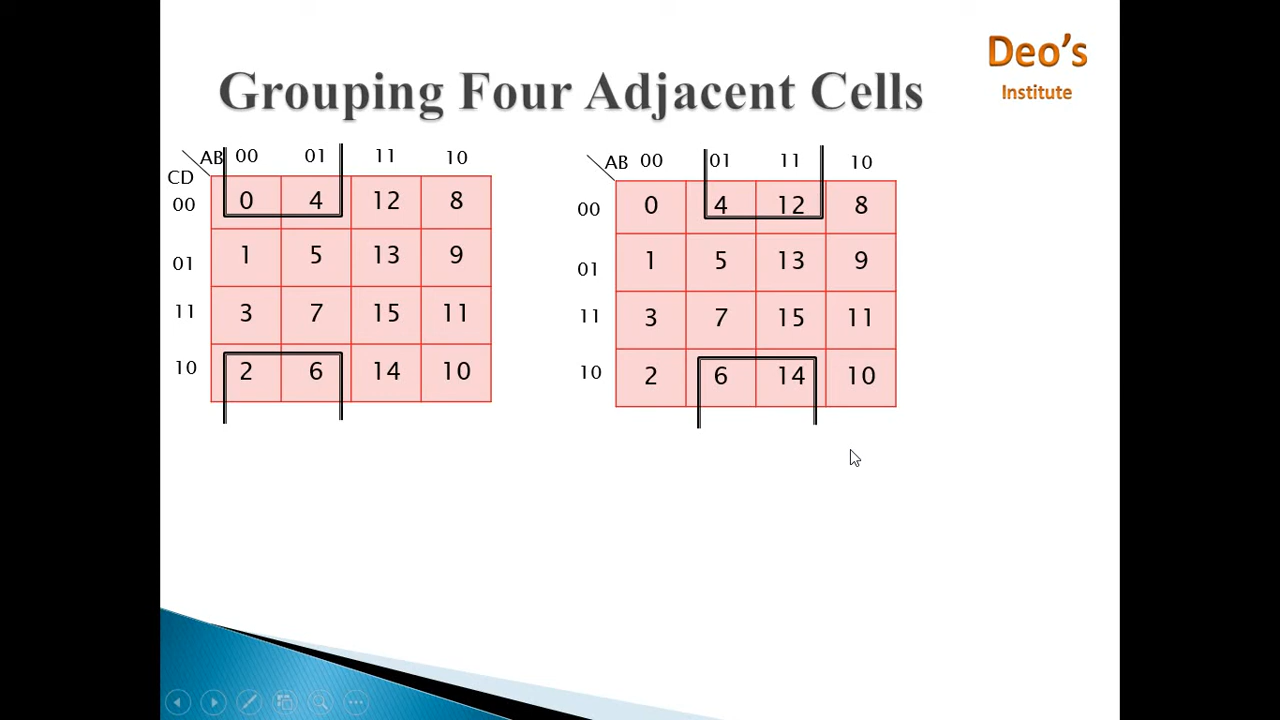 Deo's
Institute
Grouping Four Adjacent Cells
AB 00 01 11 10
CD
00 0 4 12 8
01 1 5 13 9
11 3 7 15 11
10 2 6 14 10
AB 00 01 11 10
00 0 4 12 8
01 1 5 13 9
11 3 7 15 11
10 2 6 14 10